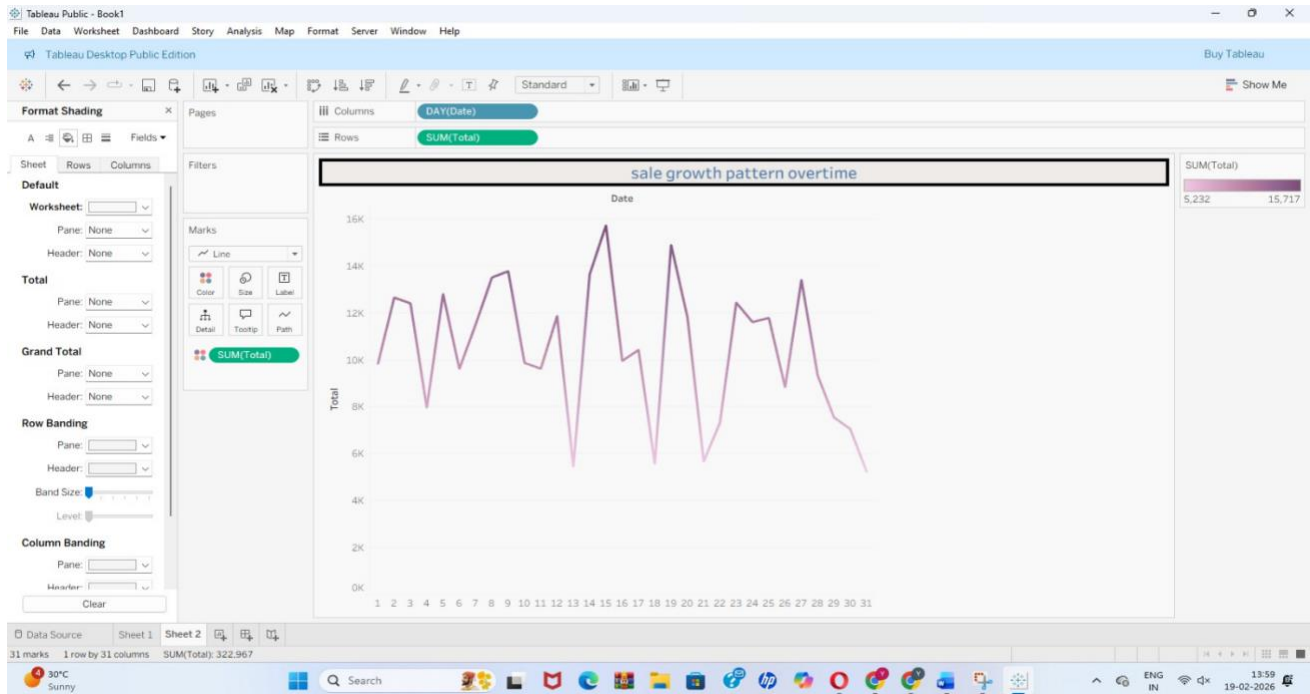 Tableau Public - Book1
File Data Worksheet Dashboard Story Analysis Map Format Server Window Help
Tableau Desktop Public Edition
Buy Tableau
Standard
Show Me
Format Shading
Fields
Sheet Rows Columns
Default
Worksheet:
Pane: None
Header: None
Total
Pane: None
Header: None
Grand Total
Pane: None
Header: None
Row Banding
Pane:
Header:
Band Size:
Level:
Column Banding
Pane:
Header:
Clear
Pages
Filters
Marks
Line
Color Size Label
Detail Tooltip Path
SUM(Total)
Columns DAY(Date)
Rows SUM(Total)
sale growth pattern overtime
Date
16K
14K
12K
10K
8K
6K
4K
2K
0K
Total
1 2 3 4 5 6 7 8 9 10 11 12 13 14 15 16 17 18 19 20 21 22 23 24 25 26 27 28 29 30 31
SUM(Total)
5,232 15,717
Data Source Sheet 1 Sheet 2
31 marks 1 row by 31 columns SUM(Total): 322,967
4
30°C
Sunny
Search
ENG
IN
13:59
19-02-2026